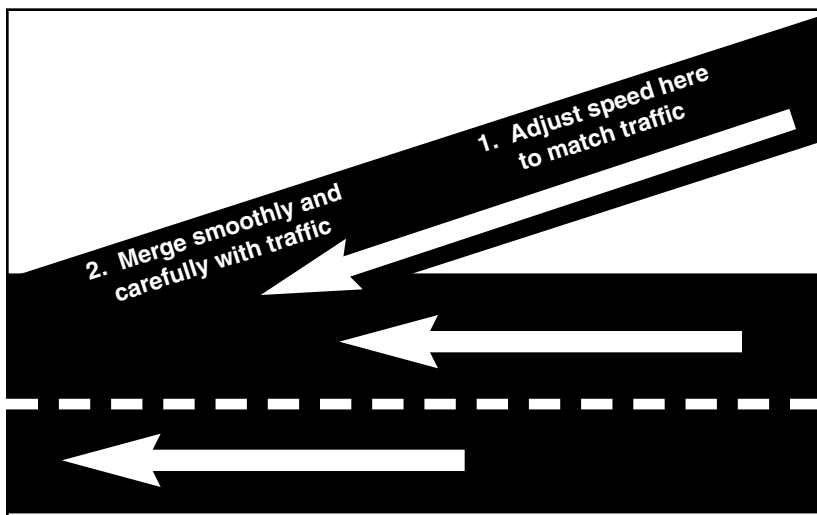 1. Adjust speed here
to match traffic
2. Merge smoothly and
carefully with traffic